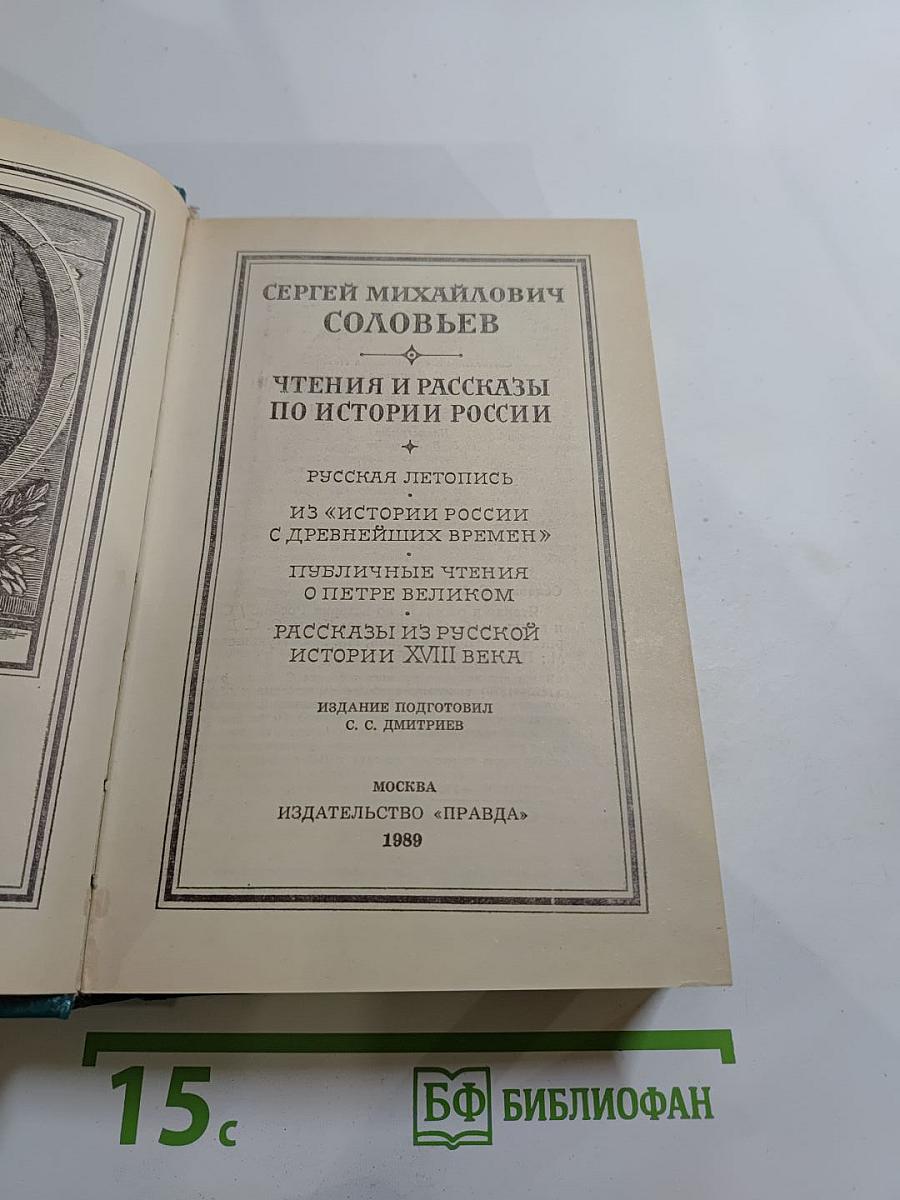 СЕРГЕЙ МИХАЙЛОВИЧ
СОЛОВЬЕВ
ЧТЕНИЯ И РАССКАЗЫ
ПО ИСТОРИИ РОССИИ
РУССКАЯ ЛЕТОПИСЬ
ИЗ «ИСТОРИИ РОССИИ
С ДРЕВНЕЙШИХ ВРЕМЕН»
ПУБЛИЧНЫЕ ЧТЕНИЯ
О ПЕТРЕ ВЕЛИКОМ
РАССКАЗЫ ИЗ РУССКОЙ
ИСТОРИИ XVIII ВЕКА
ИЗДАНИЕ ПОДГОТОВИЛ
С. С. ДМИТРИЕВ
МОСКВА
ИЗДАТЕЛЬСТВО «ПРАВДА»
1989
15 с
БФ БИБЛИОФАН